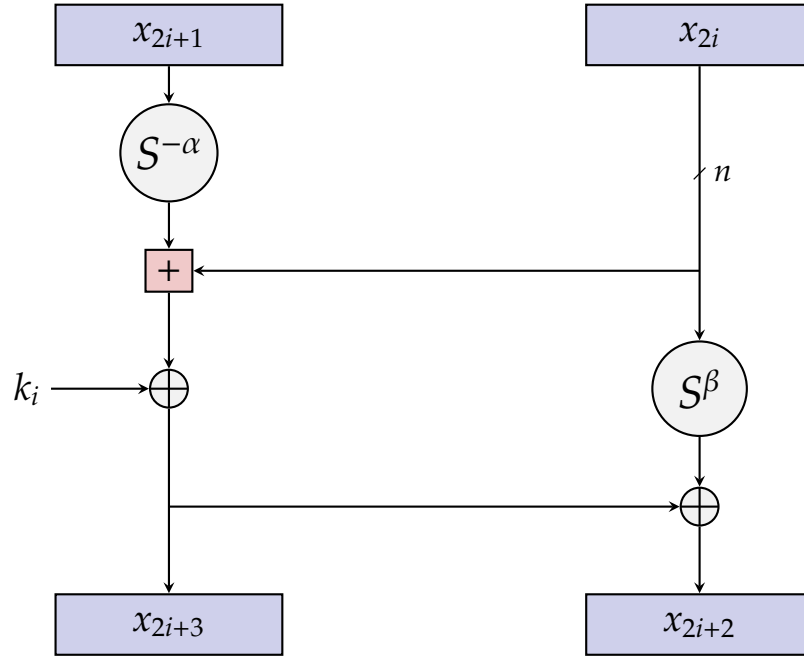 x_{2i+1}
x_{2i}
S^{-α}
n
+
k_i
S^β
x_{2i+3}
x_{2i+2}